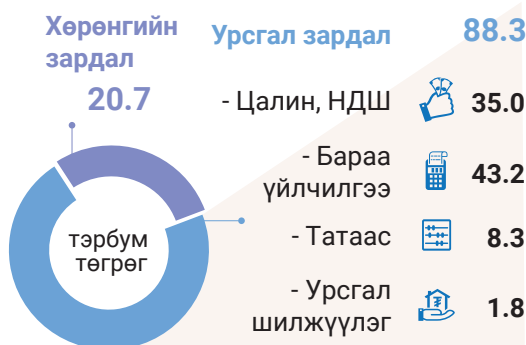 Хөрөнгийн
зардал
20.7
Урсгал зардал 88.3
- Цалин, НДШ 35.0
- Бараа
үйлчилгээ 43.2
- Татаас 8.3
- Урсгал
шилжүүлэг 1.8
тэрбум
төгрөг